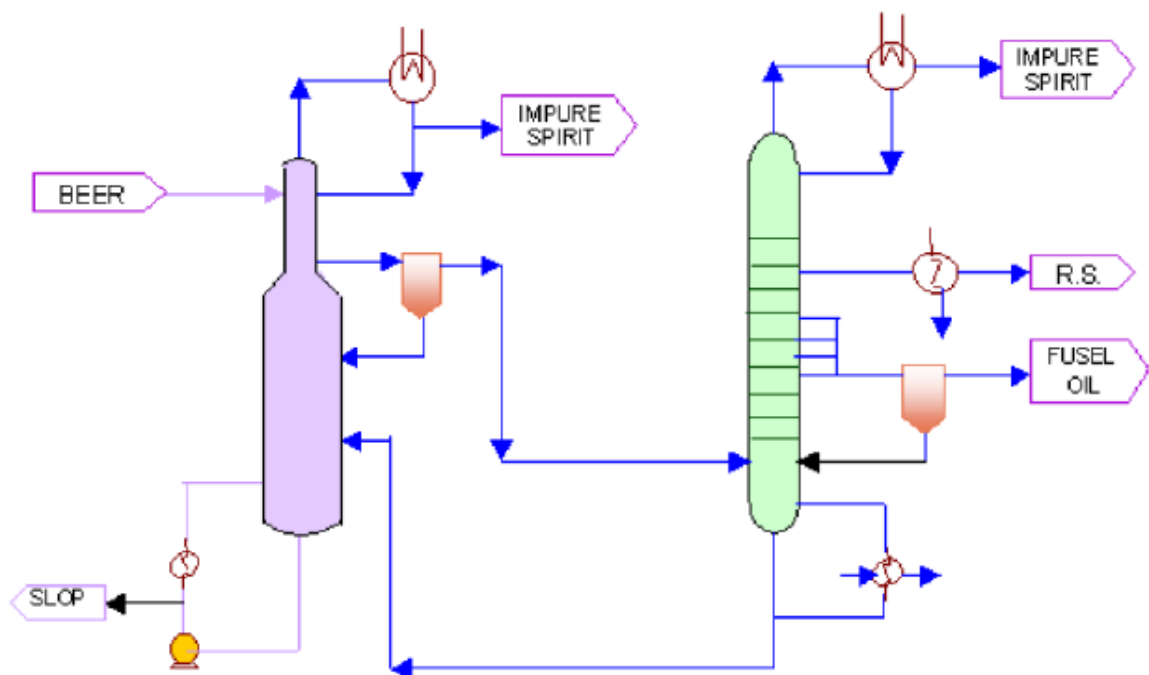 IMPURE
SPIRIT
IMPURE
SPIRIT
BEER
R.S.
FUSEL
OIL
SLOP